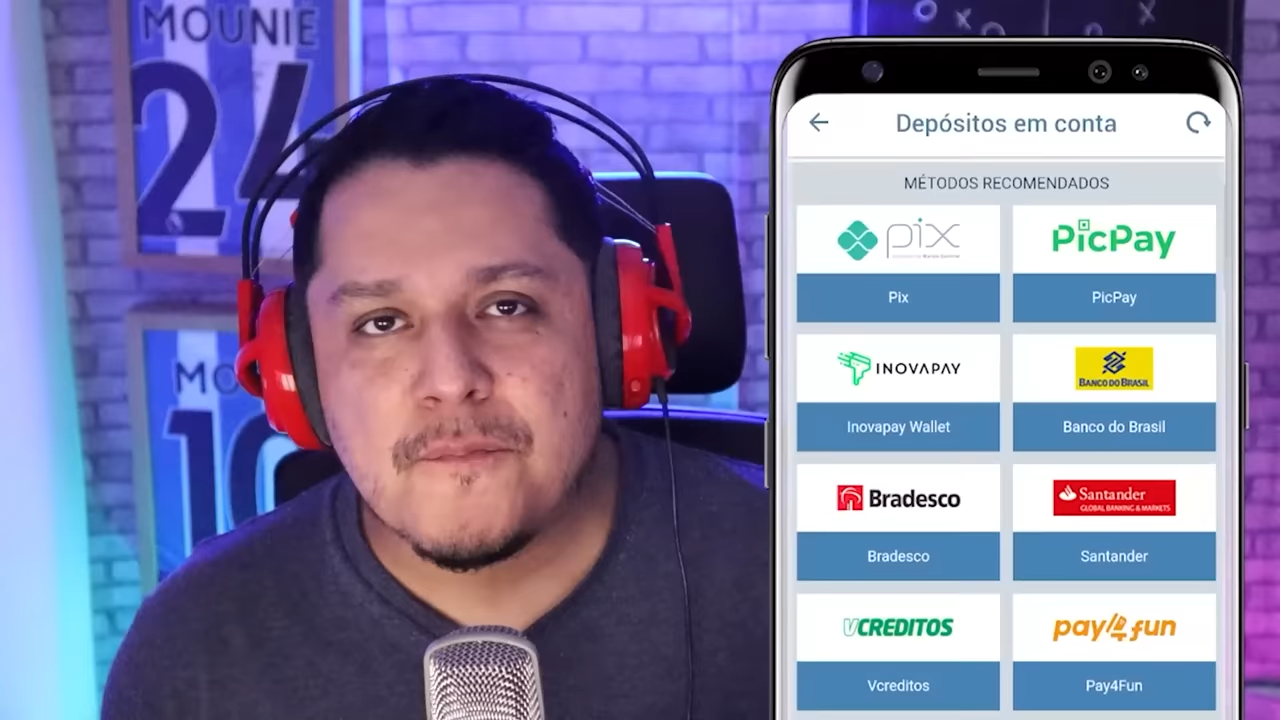 MOUNIE
24
MO
10
Depósitos em conta
MÉTODOS RECOMENDADOS
pix
PicPay
Pix
PicPay
INOVAPAY
BANCO DO BRASIL
Inovapay Wallet
Banco do Brasil
Bradesco
Santander
GLOBAL BANKING & MARKETS
Bradesco
Santander
VCREDITOS
pay4fun
Vcreditos
Pay4Fun